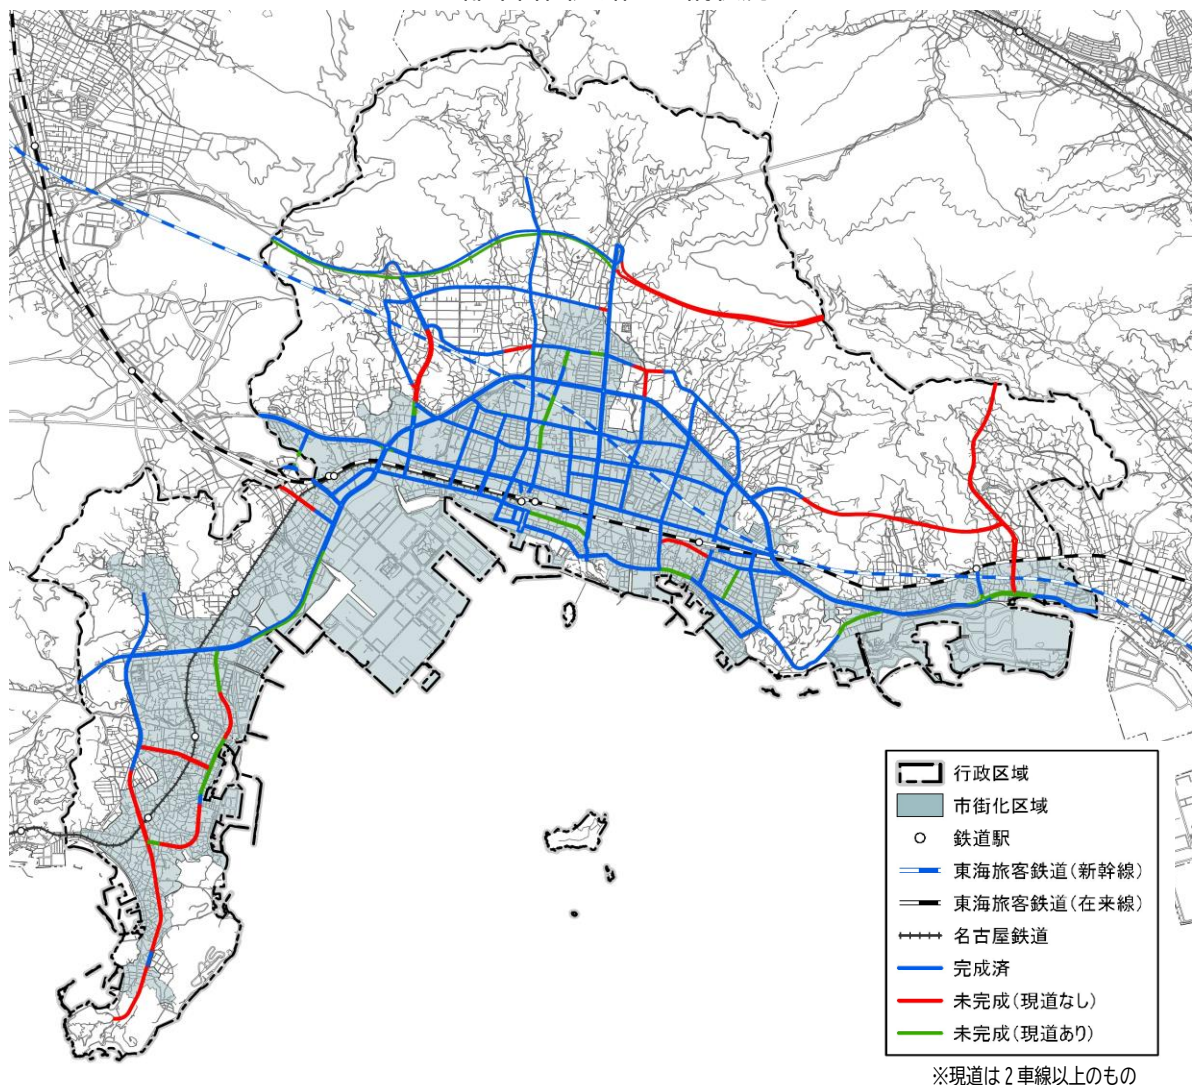 行政区域
市街化区域
鉄道駅
東海旅客鉄道(新幹線)
東海旅客鉄道(在来線)
名古屋鉄道
完成済
未完成(現道なし)
未完成(現道あり)
※現道は2車線以上のもの